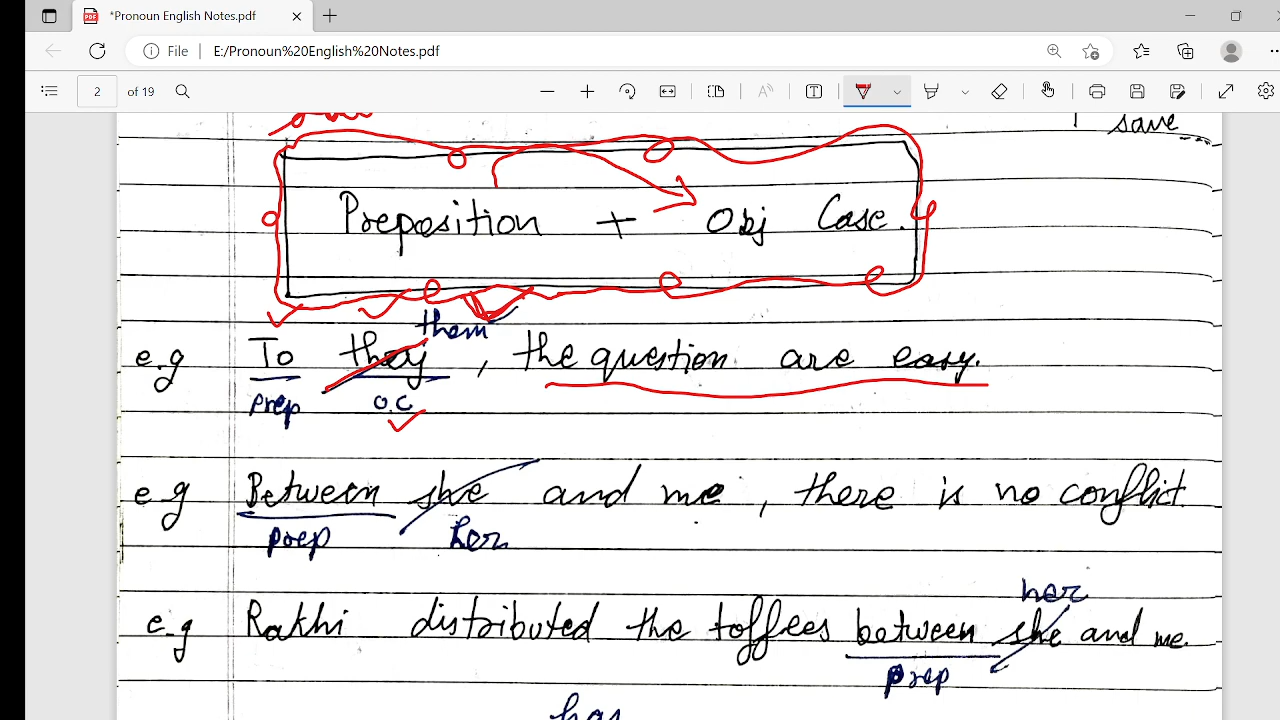 *Pronoun English Notes.pdf
File E:/Pronoun%20English%20Notes.pdf
2 of 19
save
Preposition + Obj Case.
them
e.g To they, the question are easy.
prep O.C
e.g Between she and me, there is no conflict.
prep her
e.g Rakhi distributed the toffees between she and me.
her
prep
has